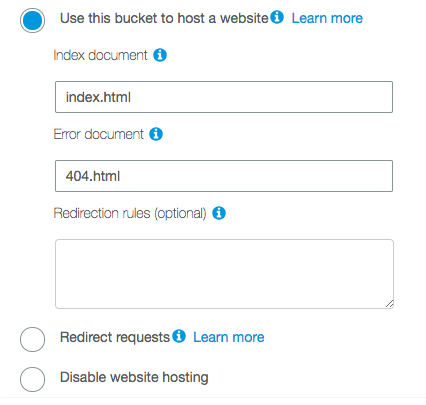 Use this bucket to host a website Learn more
Index document
index.html
Error document
404.html
Redirection rules (optional)
Redirect requests Learn more
Disable website hosting